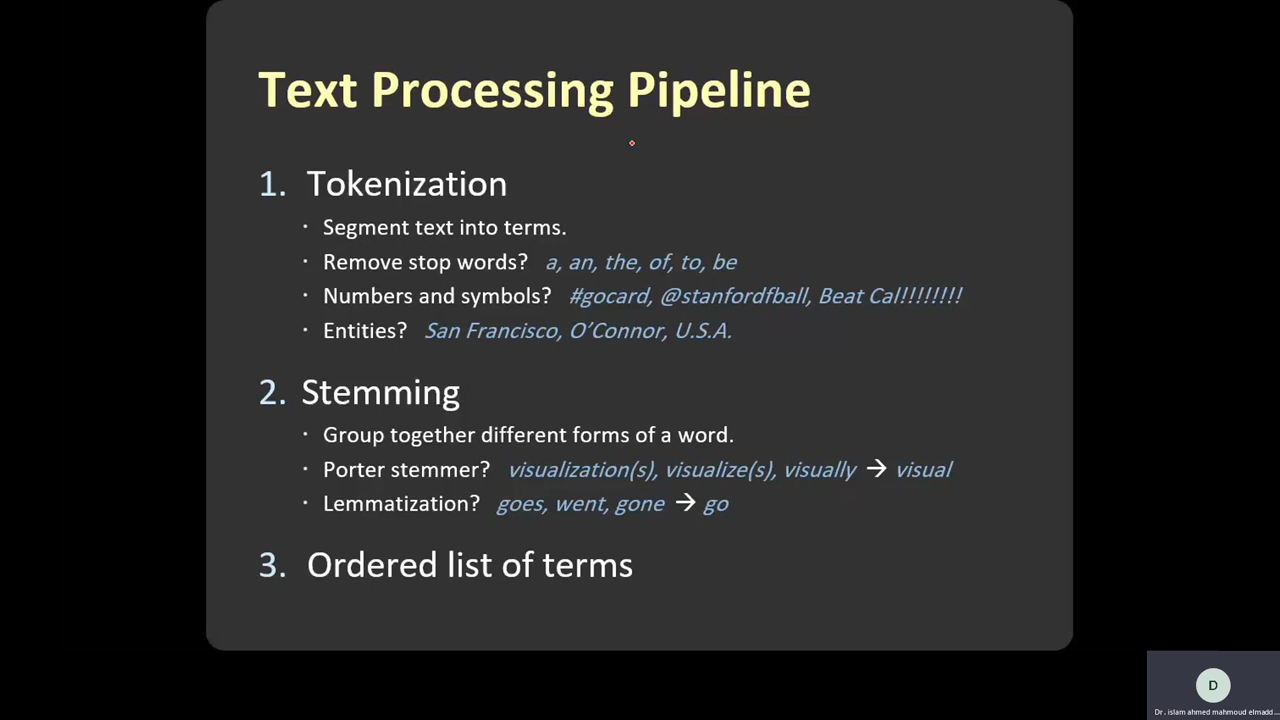 Text Processing Pipeline
1. Tokenization
· Segment text into terms.
· Remove stop words? a, an, the, of, to, be
· Numbers and symbols? #gocard, @stanfordfball, Beat Cal!!!!!!!!
· Entities? San Francisco, O’Connor, U.S.A.
2. Stemming
· Group together different forms of a word.
· Porter stemmer? visualization(s), visualize(s), visually → visual
· Lemmatization? goes, went, gone → go
3. Ordered list of terms
D
Dr. islam ahmed mahmoud elmadd...